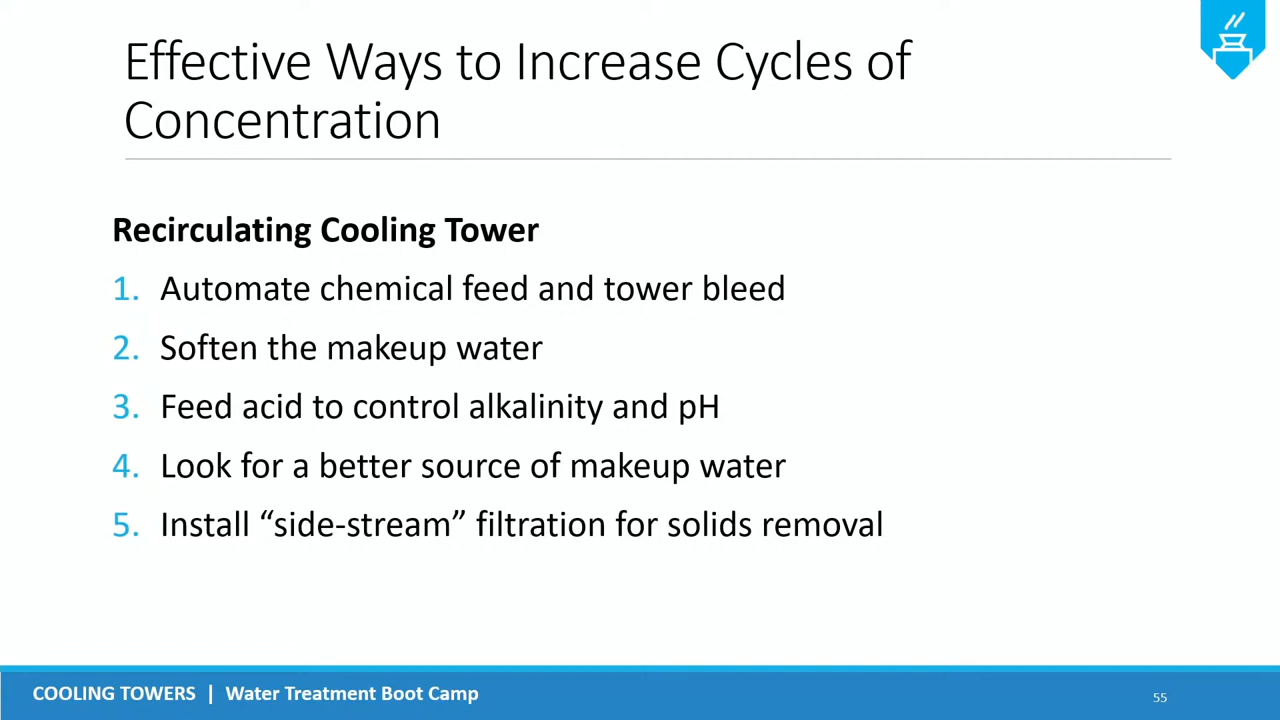 Effective Ways to Increase Cycles of
Concentration
Recirculating Cooling Tower
1. Automate chemical feed and tower bleed
2. Soften the makeup water
3. Feed acid to control alkalinity and pH
4. Look for a better source of makeup water
5. Install “side-stream” filtration for solids removal
COOLING TOWERS | Water Treatment Boot Camp
55